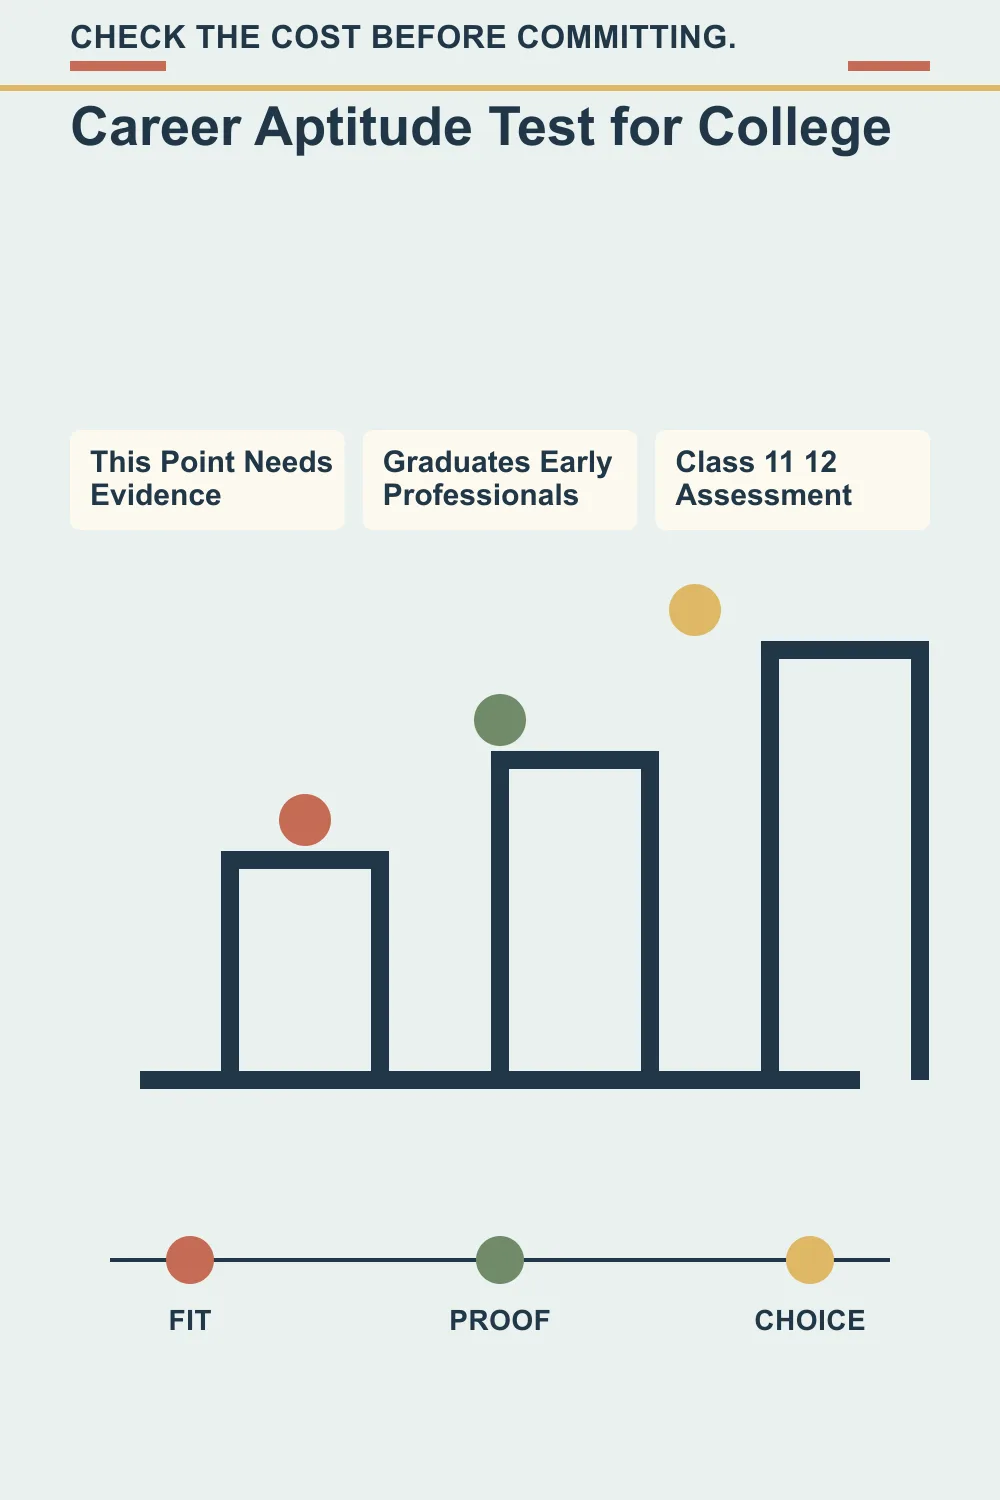 CHECK THE COST BEFORE COMMITTING.
Career Aptitude Test for College
This Point Needs
Evidence
Graduates Early
Professionals
Class 11 12
Assessment
FIT
PROOF
CHOICE